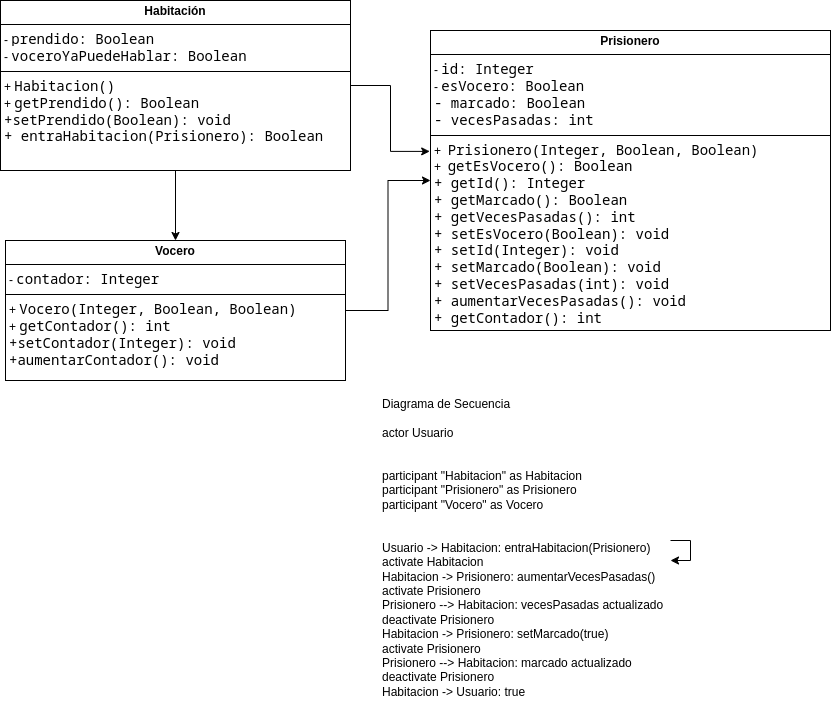 Habitación
- prendido: Boolean
- voceroYaPuedeHablar: Boolean
+ Habitacion()
+ getPrendido(): Boolean
+setPrendido(Boolean): void
+ entraHabitacion(Prisionero): Boolean
Prisionero
- id: Integer
- esVocero: Boolean
- marcado: Boolean
- vecesPasadas: int
+ Prisionero(Integer, Boolean, Boolean)
+ getEsVocero(): Boolean
+ getId(): Integer
+ getMarcado(): Boolean
+ getVecesPasadas(): int
+ setEsVocero(Boolean): void
+ setId(Integer): void
+ setMarcado(Boolean): void
+ setVecesPasadas(int): void
+ aumentarVecesPasadas(): void
+ getContador(): int
Vocero
- contador: Integer
+ Vocero(Integer, Boolean, Boolean)
+ getContador(): int
+setContador(Integer): void
+aumentarContador(): void
Diagrama de Secuencia
actor Usuario
participant "Habitacion" as Habitacion
participant "Prisionero" as Prisionero
participant "Vocero" as Vocero
Usuario -> Habitacion: entraHabitacion(Prisionero)
activate Habitacion
Habitacion -> Prisionero: aumentarVecesPasadas()
activate Prisionero
Prisionero --> Habitacion: vecesPasadas actualizado
deactivate Prisionero
Habitacion -> Prisionero: setMarcado(true)
activate Prisionero
Prisionero --> Habitacion: marcado actualizado
deactivate Prisionero
Habitacion -> Usuario: true